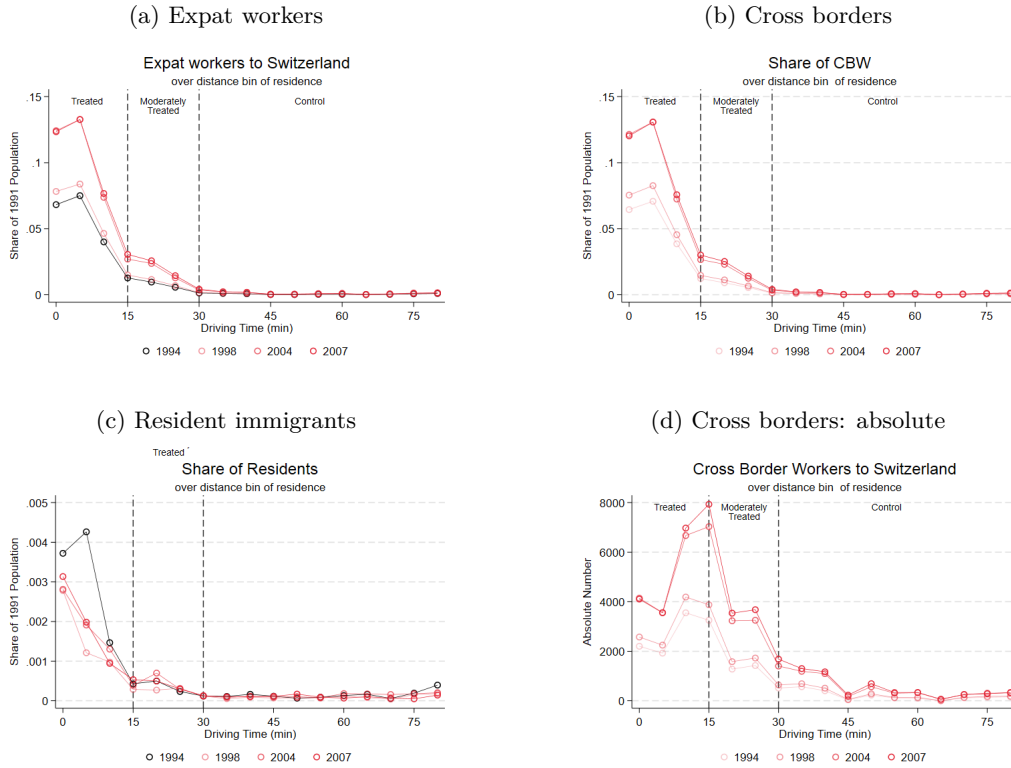 (a) Expat workers
Expat workers to Switzerland
over distance bin of residence
Treated
Moderately
Treated
Control
.15
.1
.05
0
Share of 1991 Population
0 15 30 45 60 75
Driving Time (min)
1994 1998 2004 2007
(b) Cross borders
Share of CBW
over distance bin of residence
Treated
Moderately
Treated
Control
.15
.1
.05
0
Share of 1991 Population
0 15 30 45 60 75
Driving Time (min)
1994 1998 2004 2007
(c) Resident immigrants
Treated
Share of Residents
over distance bin of residence
.005
.004
.003
.002
.001
0
Share of 1991 Population
0 15 30 45 60 75
Driving Time (min)
1994 1998 2004 2007
(d) Cross borders: absolute
Cross Border Workers to Switzerland
over distance bin of residence
Treated
Moderately
Treated
Control
8000
6000
4000
2000
0
Absolute Number
0 15 30 45 60 75
Driving Time (min)
1994 1998 2004 2007